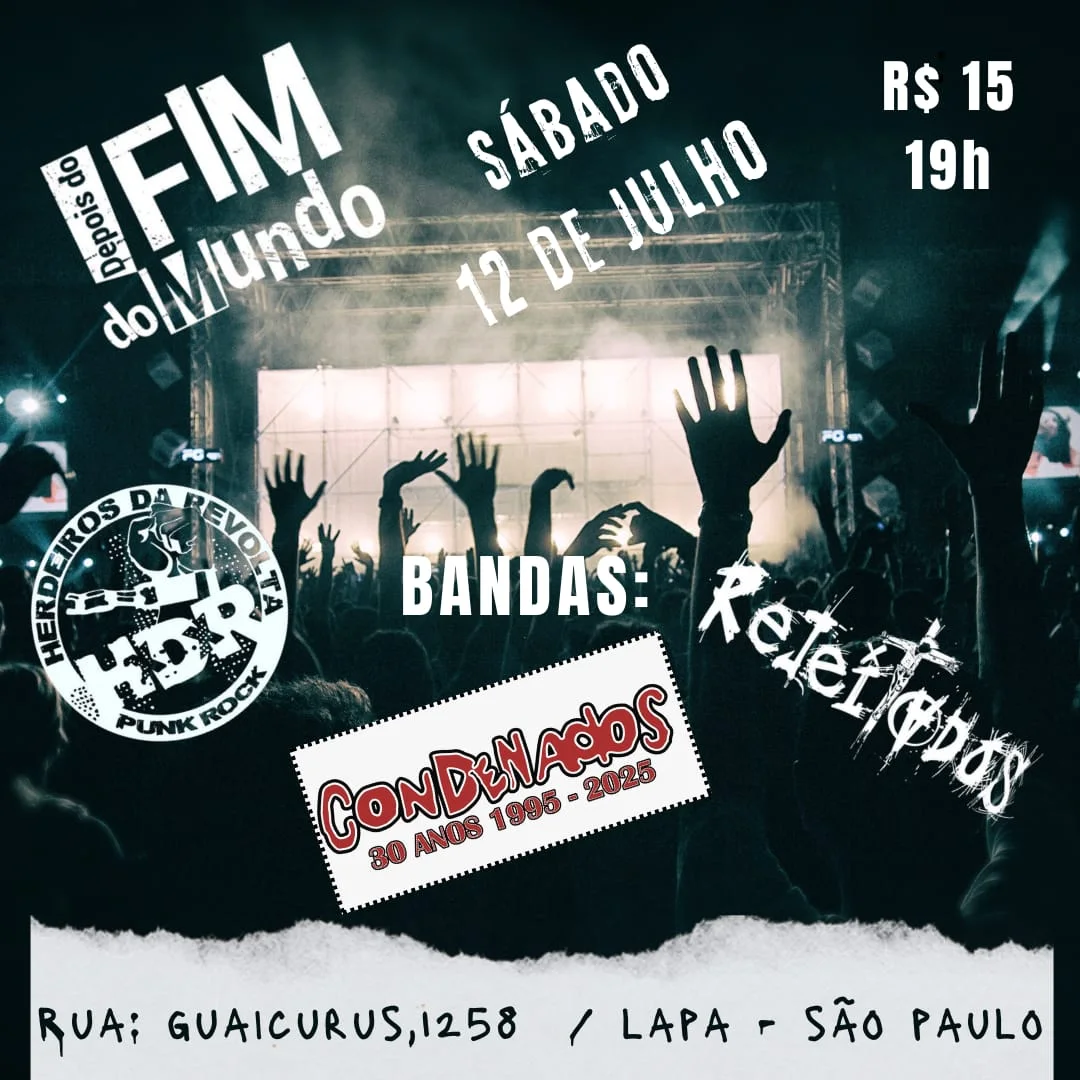 Depois do
FIM
do Mundo
SÁBADO
12 DE JULHO
R$ 15
19h
HERDEIROS DA REVOLTA
HDR
PUNK ROCK
BANDAS:
REJEITADOS
CONDENADOS
30 ANOS 1995 - 2025
RUA: GUAICURUS,1258 / LAPA - SÃO PAULO